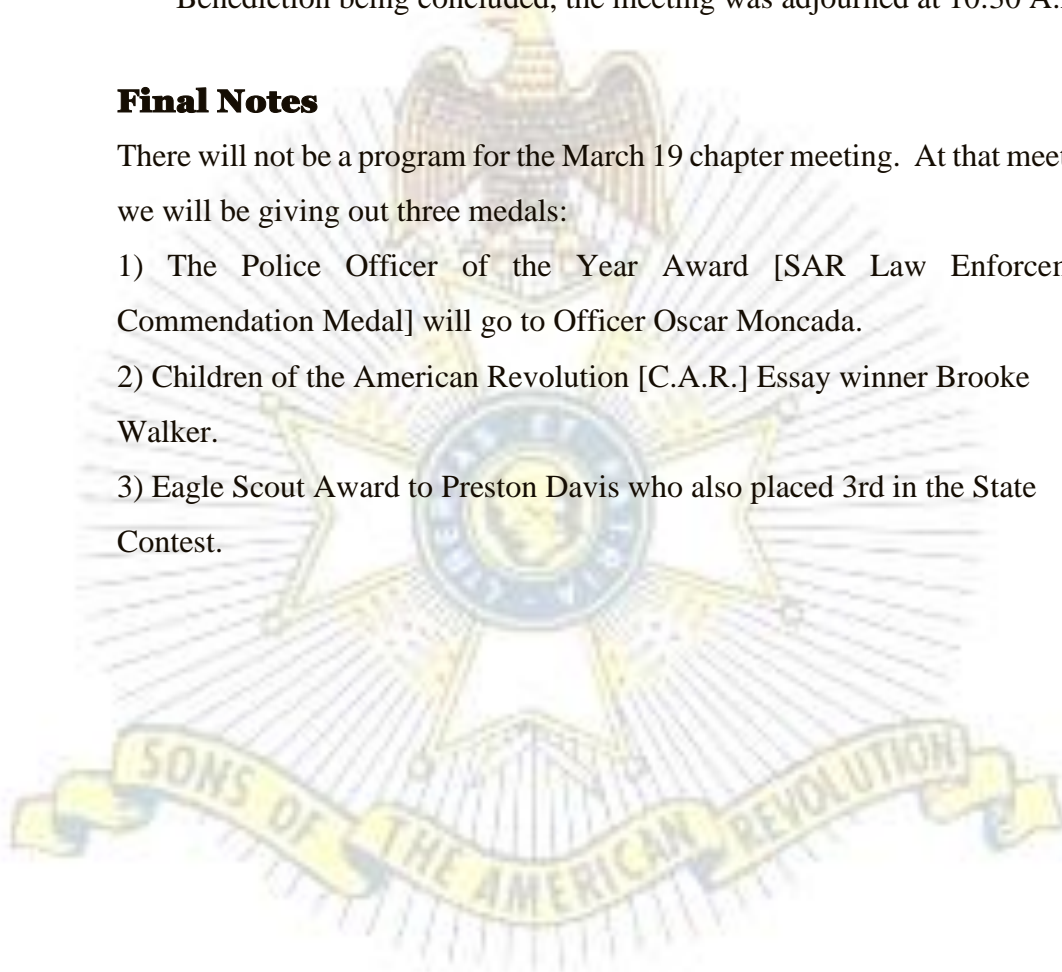 Benediction being concluded, the meeting was adjourned at 10:30 A.
Final Notes
There will not be a program for the March 19 chapter meeting. At that
we will be giving out three medals:
1) The Police Officer of the Year Award [SAR Law
Commendation Medal] will go to Officer Oscar Moncada.
2) Children of the American Revolution [C.A.R.] Essay winner Brooke
Walker.
3) Eagle Scout Award to Preston Davis who also placed 3rd in the State
Contest.
SONS OF THE AMERICAN REVOLUTION